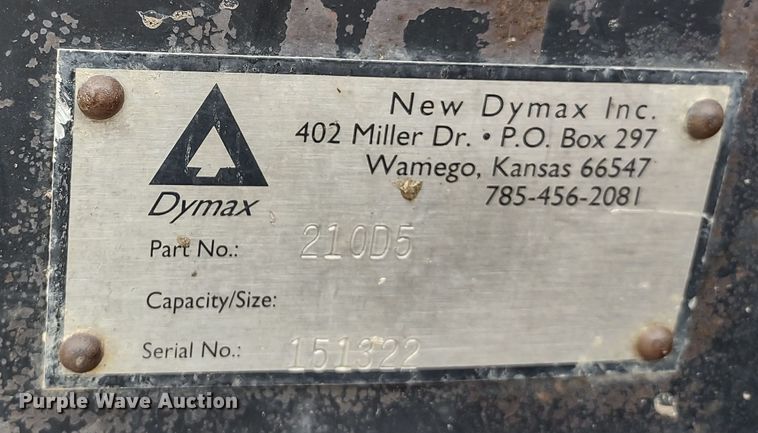 New Dymax Inc.
402 Miller Dr. • P.O. Box 297
Wamego, Kansas 66547
785-456-2081
Dymax
Part No.: 210D5
Capacity/Size:
Serial No.: 151322
Purple Wave Auction